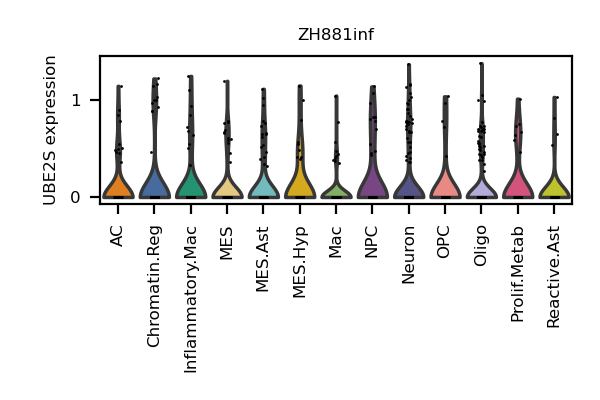 ZH881inf
UBE2S expression
1
0
AC
Chromatin.Reg
Inflammatory.Mac
MES
MES.Ast
MES.Hyp
Mac
NPC
Neuron
OPC
Oligo
Prolif.Metab
Reactive.Ast